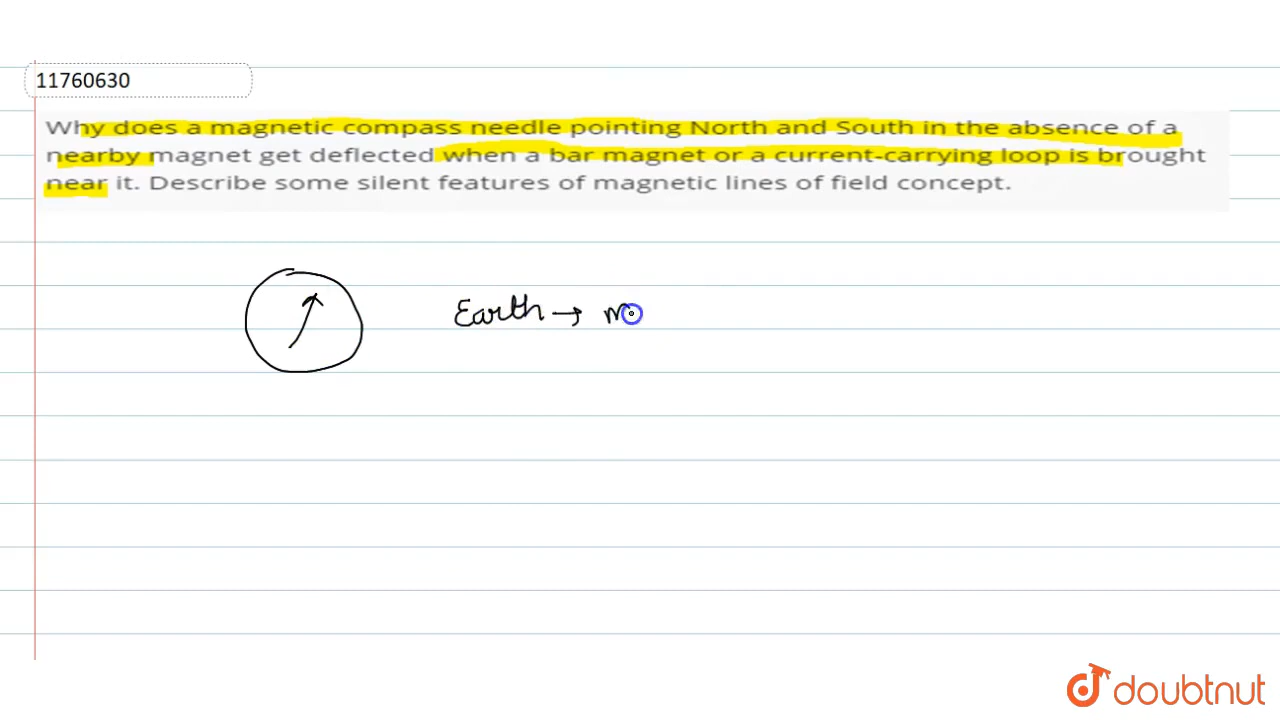 11760630
Why does a magnetic compass needle pointing North and South in the absence of a
nearby magnet get deflected when a bar magnet or a current-carrying loop is brought
near it. Describe some silent features of magnetic lines of field concept.
Earth → m
doubtnut